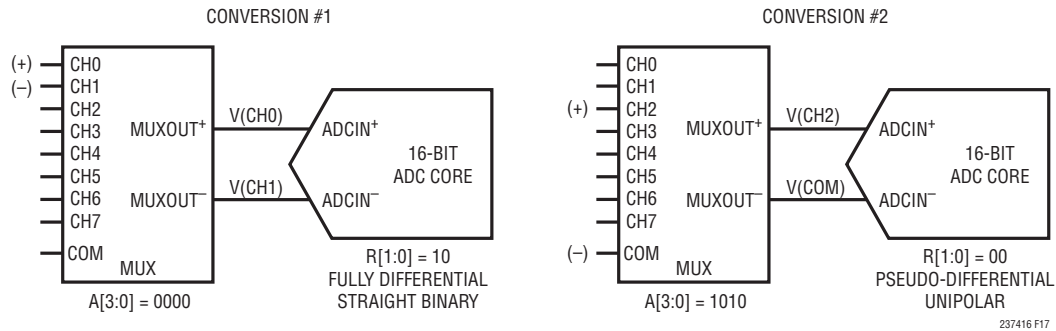 CONVERSION #1
(+)
(–)
CH0
CH1
CH2
CH3
CH4
CH5
CH6
CH7
COM
MUXOUT+
MUXOUT–
MUX
A[3:0] = 0000
V(CH0)
V(CH1)
ADCIN+
ADCIN–
16-BIT
ADC CORE
R[1:0] = 10
FULLY DIFFERENTIAL
STRAIGHT BINARY
CONVERSION #2
(+)
(–)
CH0
CH1
CH2
CH3
CH4
CH5
CH6
CH7
COM
MUXOUT+
MUXOUT–
MUX
A[3:0] = 1010
V(CH2)
V(COM)
ADCIN+
ADCIN–
16-BIT
ADC CORE
R[1:0] = 00
PSEUDO-DIFFERENTIAL
UNIPOLAR
237416 F17